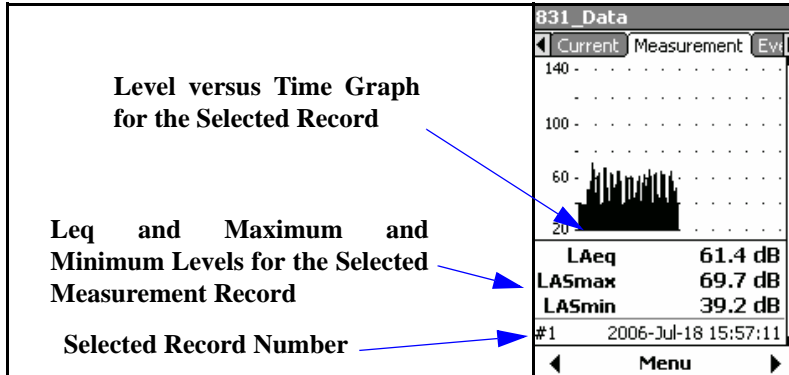 Level versus Time Graph
for the Selected Record
Leq and Maximum and
Minimum Levels for the Selected
Measurement Record
Selected Record Number
831_Data
Current Measurement Eve
140
100
60
20
LAeq 61.4 dB
LASmax 69.7 dB
LASmin 39.2 dB
#1 2006-Jul-18 15:57:11
Menu